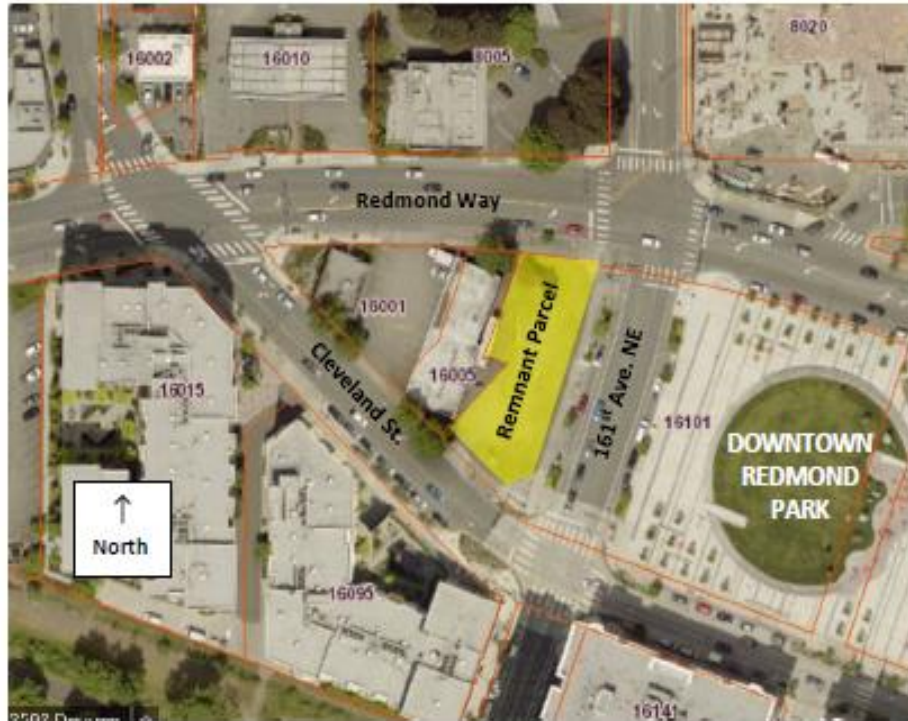 8020
16002
16010
8005
Redmond Way
16001
Remnant Parcel
Cleveland St.
161st Ave. NE
16005
16015
16101
DOWNTOWN
REDMOND
PARK
↑
North
16095
16141